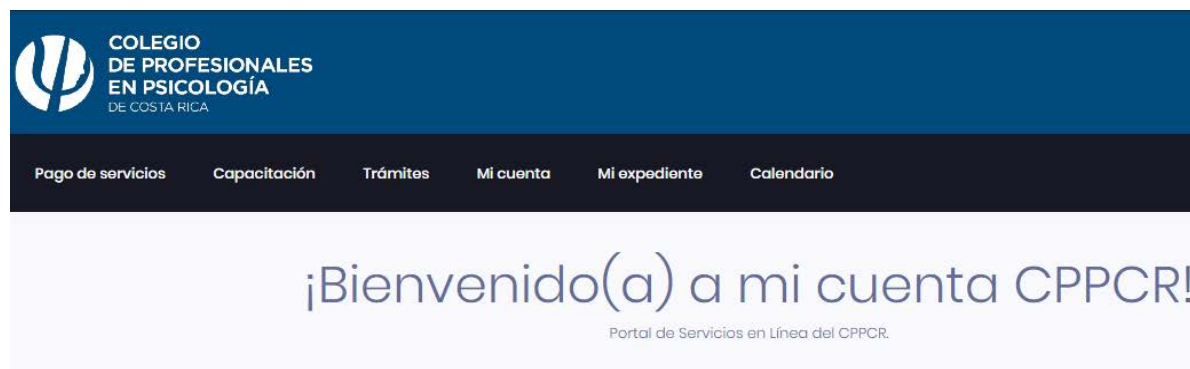 COLEGIO
DE PROFESIONALES
EN PSICOLOGÍA
DE COSTA RICA
Pago de servicios Capacitación Trámites Mi cuenta Mi expediente Calendario
¡Bienvenido(a) a mi cuenta CPPCR!
Portal de Servicios en Línea del CPPCR.